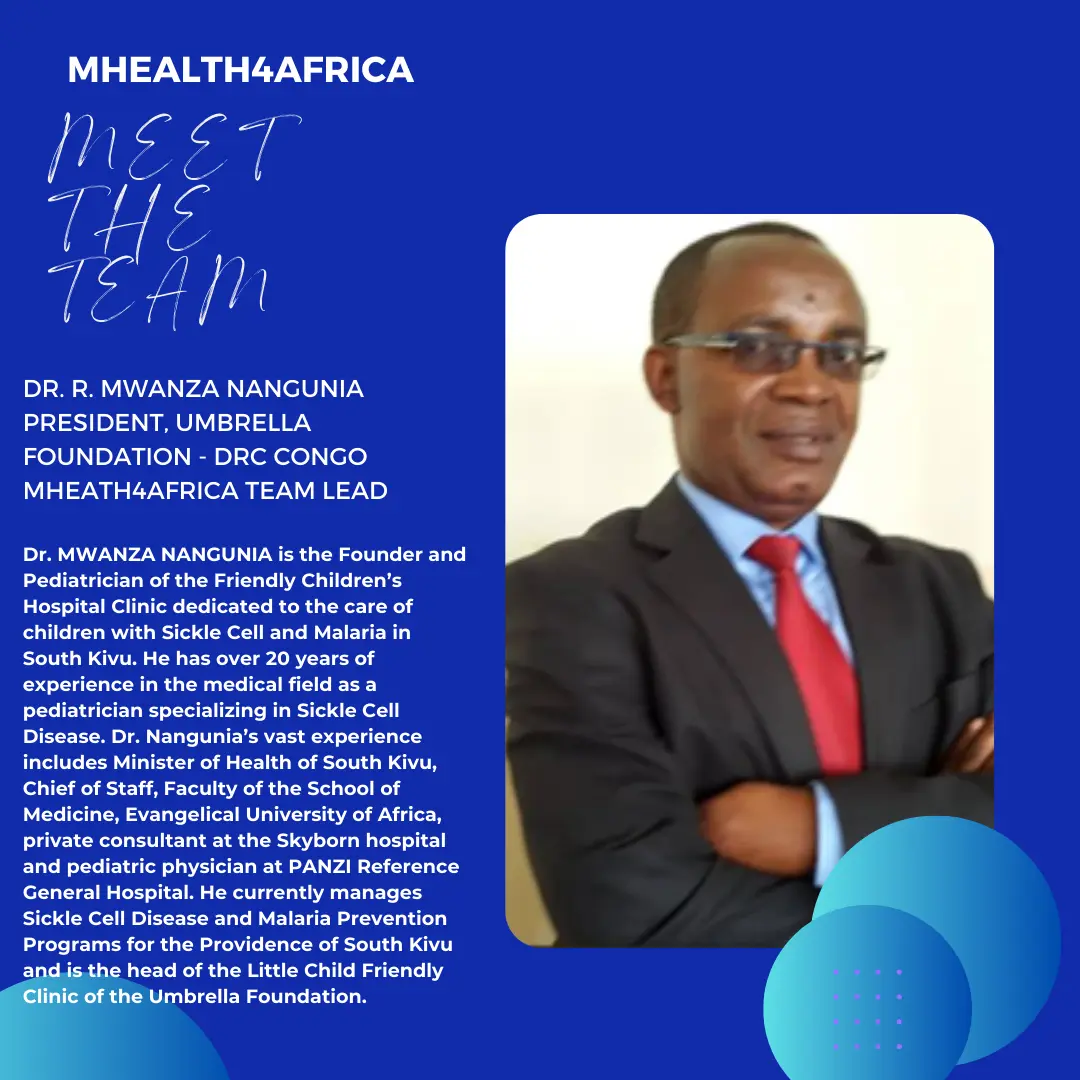 MHEALTH4AFRICA
MEET
THE
TEAM
DR. R. MWANZA NANGUNIA
PRESIDENT, UMBRELLA
FOUNDATION - DRC CONGO
MHEATH4AFRICA TEAM LEAD
Dr. MWANZA NANGUNIA is the Founder and
Pediatrician of the Friendly Children’s
Hospital Clinic dedicated to the care of
children with Sickle Cell and Malaria in
South Kivu. He has over 20 years of
experience in the medical field as a
pediatrician specializing in Sickle Cell
Disease. Dr. Nangunia’s vast experience
includes Minister of Health of South Kivu,
Chief of Staff, Faculty of the School of
Medicine, Evangelical University of Africa,
private consultant at the Skyborn hospital
and pediatric physician at PANZI Reference
General Hospital. He currently manages
Sickle Cell Disease and Malaria Prevention
Programs for the Providence of South Kivu
and is the head of the Little Child Friendly
Clinic of the Umbrella Foundation.